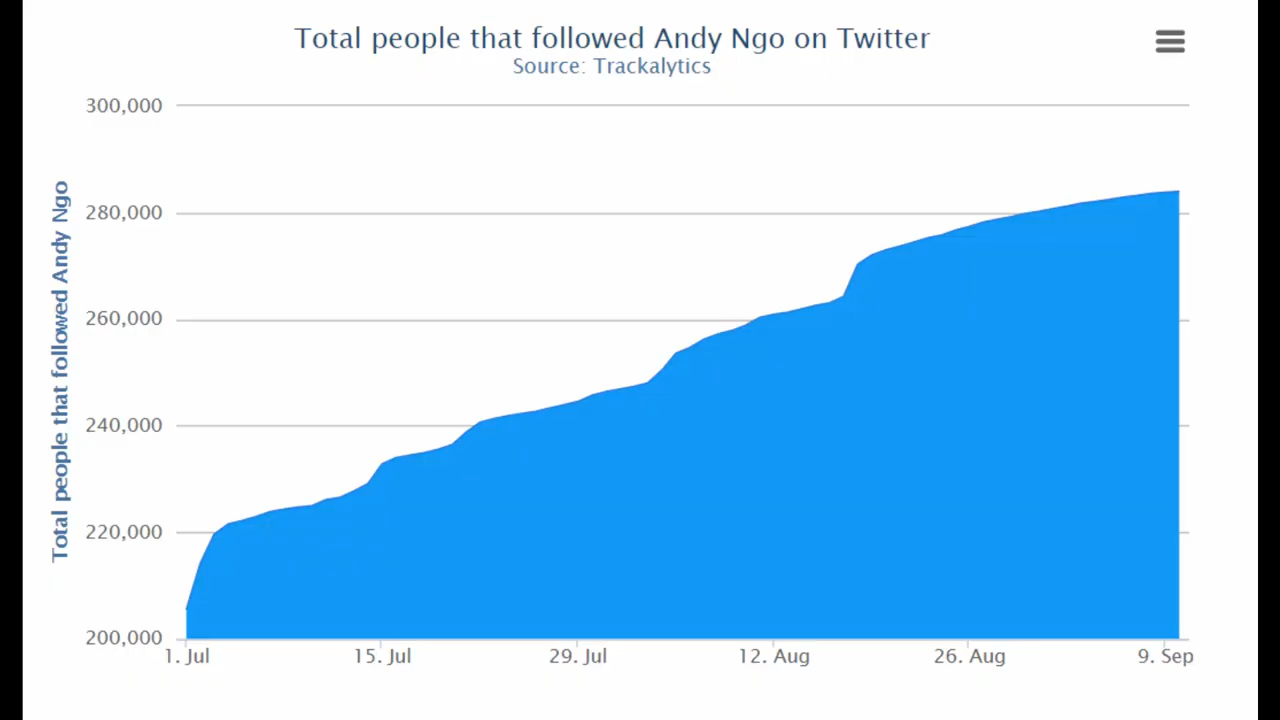 Total people that followed Andy Ngo on Twitter
Source: Trackalytics
Total people that followed Andy Ngo
300,000
280,000
260,000
240,000
220,000
200,000
1. Jul
15. Jul
29. Jul
12. Aug
26. Aug
9. Sep